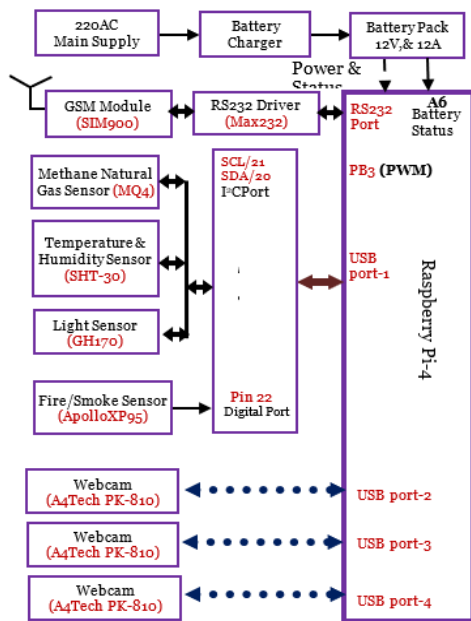 220AC
Main Supply
Battery
Charger
Battery Pack
12V,& 12A
Power &
Status
GSM Module
(SIM900)
RS232 Driver
(Max232)
RS232
Port
A6
Battery
Status
Methane Natural
Gas Sensor (MQ4)
SCL/21
SDA/20
I²CPort
PB3 (PWM)
Temperature &
Humidity Sensor
(SHT-30)
USB
port-1
Raspberry Pi-4
Light Sensor
(GH170)
Fire/Smoke Sensor
(ApolloXP95)
Pin 22
Digital Port
Webcam
(A4Tech PK-810)
USB port-2
Webcam
(A4Tech PK-810)
USB port-3
Webcam
(A4Tech PK-810)
USB port-4